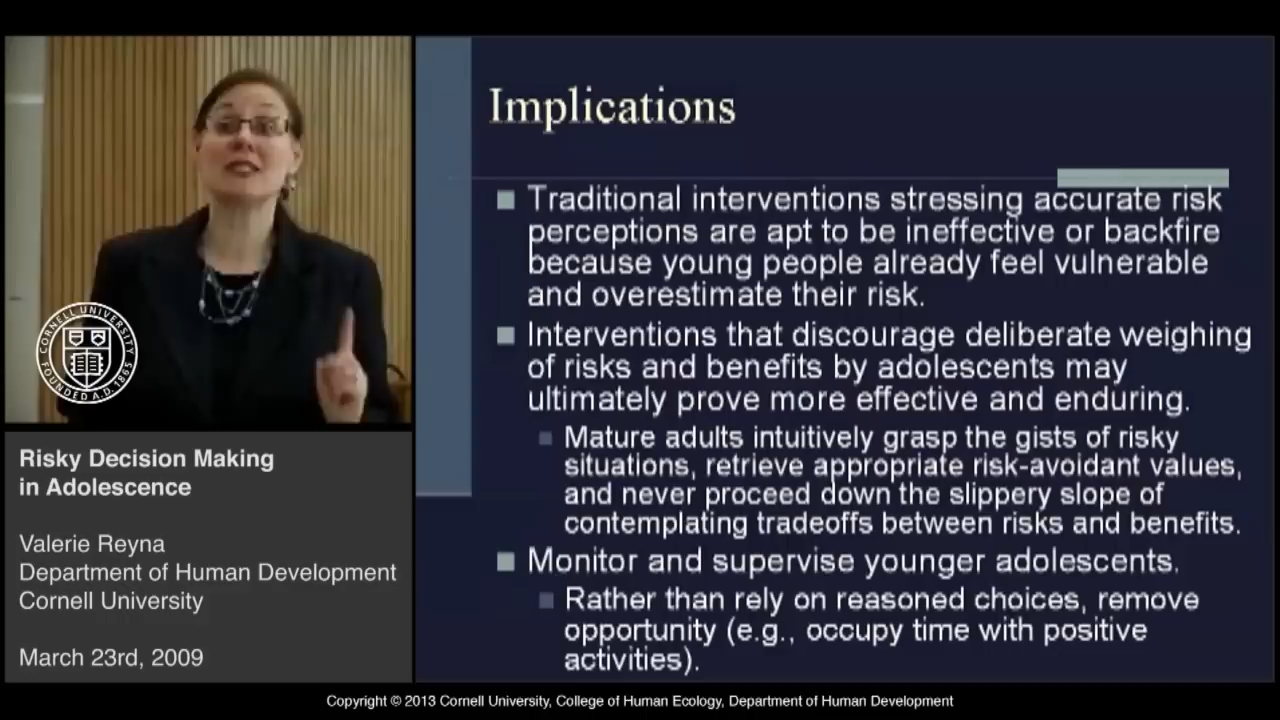 Implications
Traditional interventions stressing accurate risk
perceptions are apt to be ineffective or backfire
because young people already feel vulnerable
and overestimate their risk.
Interventions that discourage deliberate weighing
of risks and benefits by adolescents may
ultimately prove more effective and enduring.
Mature adults intuitively grasp the gists of risky
situations, retrieve appropriate risk-avoidant values,
and never proceed down the slippery slope of
contemplating tradeoffs between risks and benefits.
Monitor and supervise younger adolescents.
Rather than rely on reasoned choices, remove
opportunity (e.g., occupy time with positive
activities).
CORNELL UNIVERSITY
FOUNDED A.D. 1865
Risky Decision Making
in Adolescence
Valerie Reyna
Department of Human Development
Cornell University
March 23rd, 2009
Copyright © 2013 Cornell University, College of Human Ecology, Department of Human Development